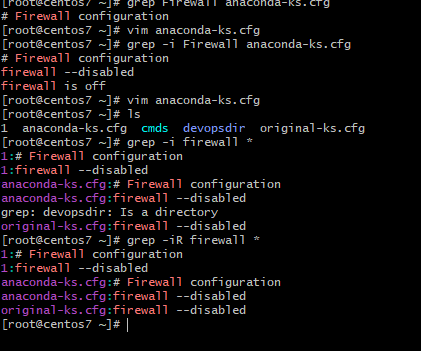 [root@centos7 ~]# grep Firewall anaconda-ks.cfg
# Firewall configuration
[root@centos7 ~]# vim anaconda-ks.cfg
[root@centos7 ~]# grep -i Firewall anaconda-ks.cfg
# Firewall configuration
firewall --disabled
firewall is off
[root@centos7 ~]# vim anaconda-ks.cfg
[root@centos7 ~]# ls
1  anaconda-ks.cfg  cmds  devopsdir  original-ks.cfg
[root@centos7 ~]# grep -i firewall *
1:# Firewall configuration
1:firewall --disabled
anaconda-ks.cfg:# Firewall configuration
anaconda-ks.cfg:firewall --disabled
grep: devopsdir: Is a directory
original-ks.cfg:firewall --disabled
[root@centos7 ~]# grep -iR firewall *
1:# Firewall configuration
1:firewall --disabled
anaconda-ks.cfg:# Firewall configuration
anaconda-ks.cfg:firewall --disabled
original-ks.cfg:firewall --disabled
[root@centos7 ~]#